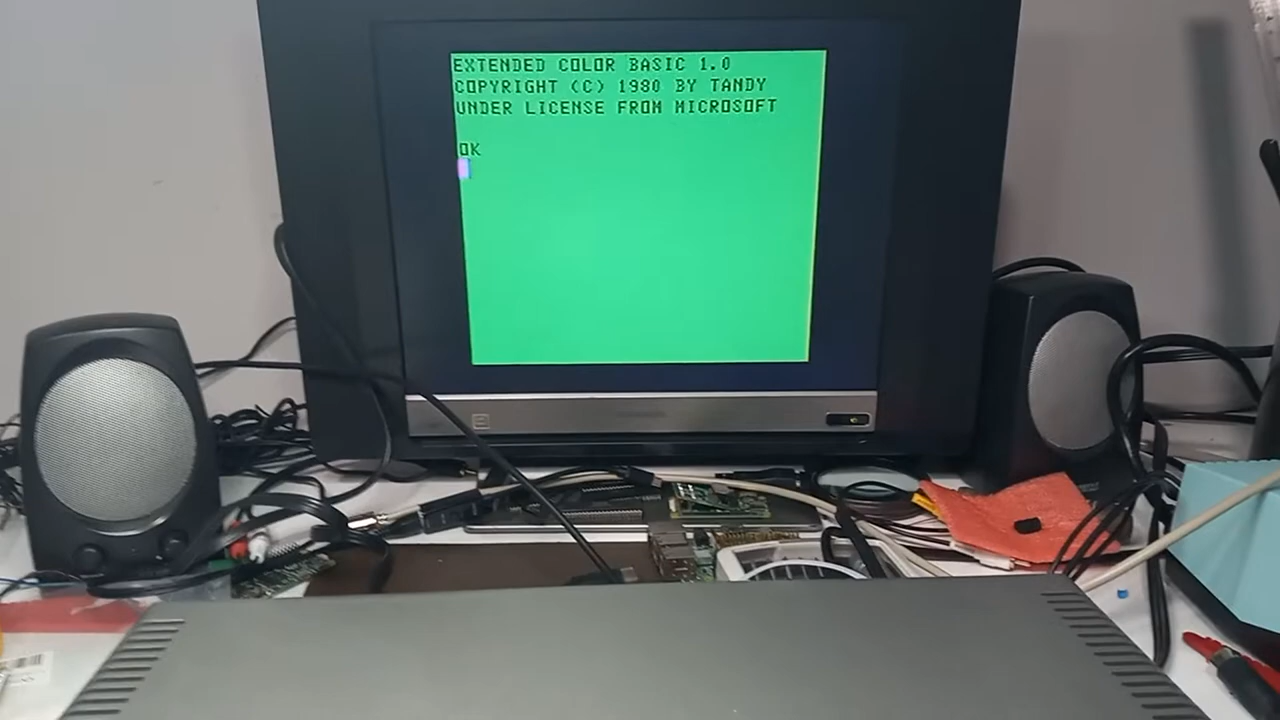 EXTENDED COLOR BASIC 1.0
COPYRIGHT (C) 1980 BY TANDY
UNDER LICENSE FROM MICROSOFT
OK